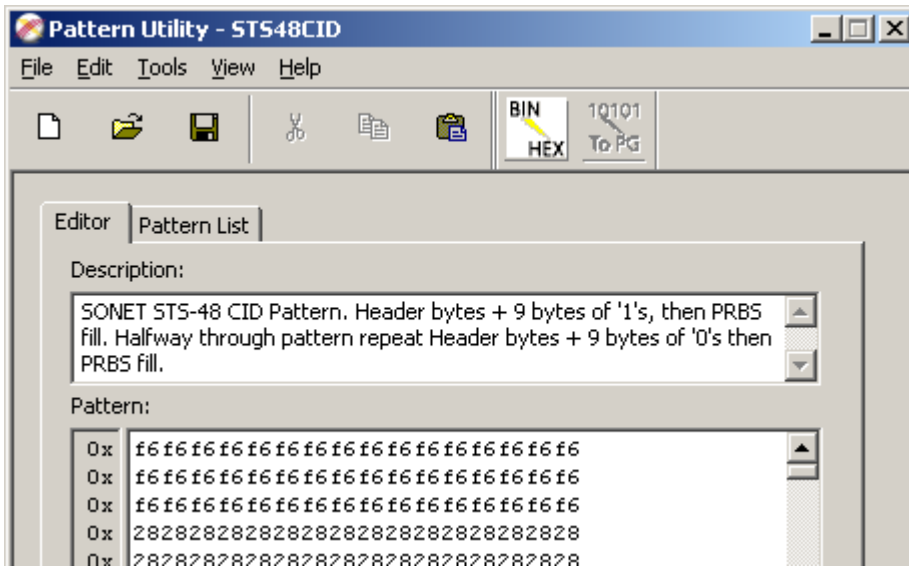 Pattern Utility - STS48CID
File Edit Tools View Help
BIN
HEX
10101
To PG
Editor
Pattern List
Description:
SONET STS-48 CID Pattern. Header bytes + 9 bytes of '1's, then PRBS
fill. Halfway through pattern repeat Header bytes + 9 bytes of '0's then
PRBS fill.
Pattern:
0x f6f6f6f6f6f6f6f6f6f6f6f6f6f6f6f6
0x f6f6f6f6f6f6f6f6f6f6f6f6f6f6f6f6
0x f6f6f6f6f6f6f6f6f6f6f6f6f6f6f6f6
0x 28282828282828282828282828282828
0x 28282828282828282828282828282828